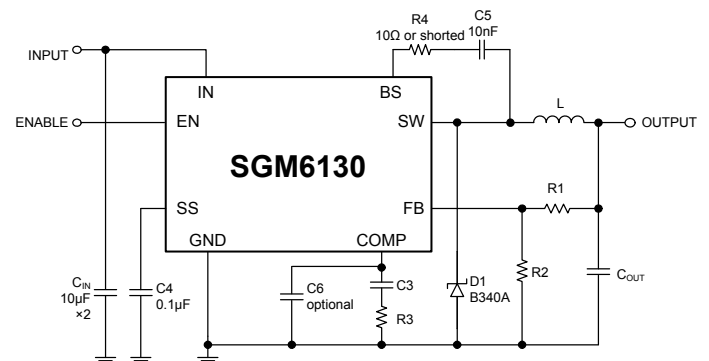 R4
10Ω or shorted
C5
10nF
INPUT
IN
BS
L
ENABLE
EN
SW
OUTPUT
SGM6130
R1
SS
FB
GND
COMP
CIN
10µF
×2
C4
0.1µF
C6
optional
C3
R3
D1
B340A
R2
COUT